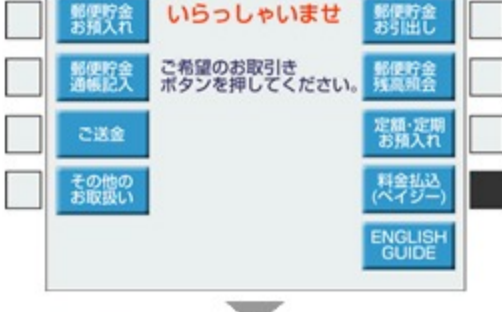 郵便貯金
お預入れ
いらっしゃいませ
郵便貯金
お引出し
郵便貯金
通帳記入
ご希望のお取引き
ボタンを押してください。
郵便貯金
残高照会
ご送金
定額・定期
お預入れ
その他の
お取扱い
料金払込
(ペイジー)
ENGLISH
GUIDE